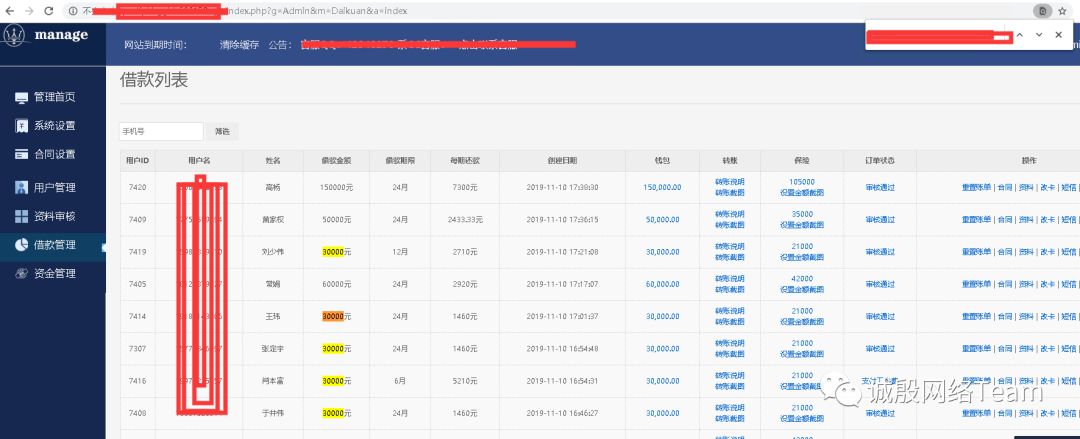 index.php?g=Admin&m=Daikuan&a=index
manage
网站到期时间： 清除缓存 公告：
管理首页
系统设置
合同设置
用户管理
资料审核
借款管理
资金管理
借款列表
手机号 筛选
用户ID 用户名 姓名 借款金额 借款期限 每期还款 创建日期 钱包 转账 保险 订单状态 操作
7420 高杨 150000元 24月 7300元 2019-11-10 17:38:30 150,000.00 转账说明 转账截图 105000 设置金额截图 审核通过 重置账单 | 合同 | 资料 | 改卡 | 短信 |
7409 50000元 24月 2433.33元 2019-11-10 17:36:15 50,000.00 转账说明 转账截图 35000 设置金额截图 审核通过 重置账单 | 合同 | 资料 | 改卡 | 短信 |
7419 刘少伟 30000元 12月 2710元 2019-11-10 17:21:08 30,000.00 转账说明 转账截图 21000 设置金额截图 审核通过 重置账单 | 合同 | 资料 | 改卡 | 短信 |
7405 常娟 60000元 24月 2920元 2019-11-10 17:17:07 60,000.00 转账说明 转账截图 42000 设置金额截图 审核通过 重置账单 | 合同 | 资料 | 改卡 | 短信 |
7414 王玮 30000元 24月 1460元 2019-11-10 17:01:37 30,000.00 转账说明 转账截图 21000 设置金额截图 审核通过 重置账单 | 合同 | 资料 | 改卡 | 短信 |
7307 张定宇 30000元 24月 1460元 2019-11-10 16:54:48 30,000.00 转账说明 转账截图 21000 设置金额截图 审核通过 重置账单 | 合同 | 资料 | 改卡 | 短信 |
7416 30000元 6月 5210元 2019-11-10 16:54:31 30,000.00 转账说明 转账截图 21000 设置金额截图 重置账单 | 合同 | 资料 | 改卡 | 短信 |
7408 于井伟 30000元 24月 1460元 2019-11-10 16:46:27 30,000.00 转账说明 转账截图 21000 设置金额截图 审核通过 重置账单 | 合同 | 资料 | 改卡 | 短信 |
诚殷网络Team